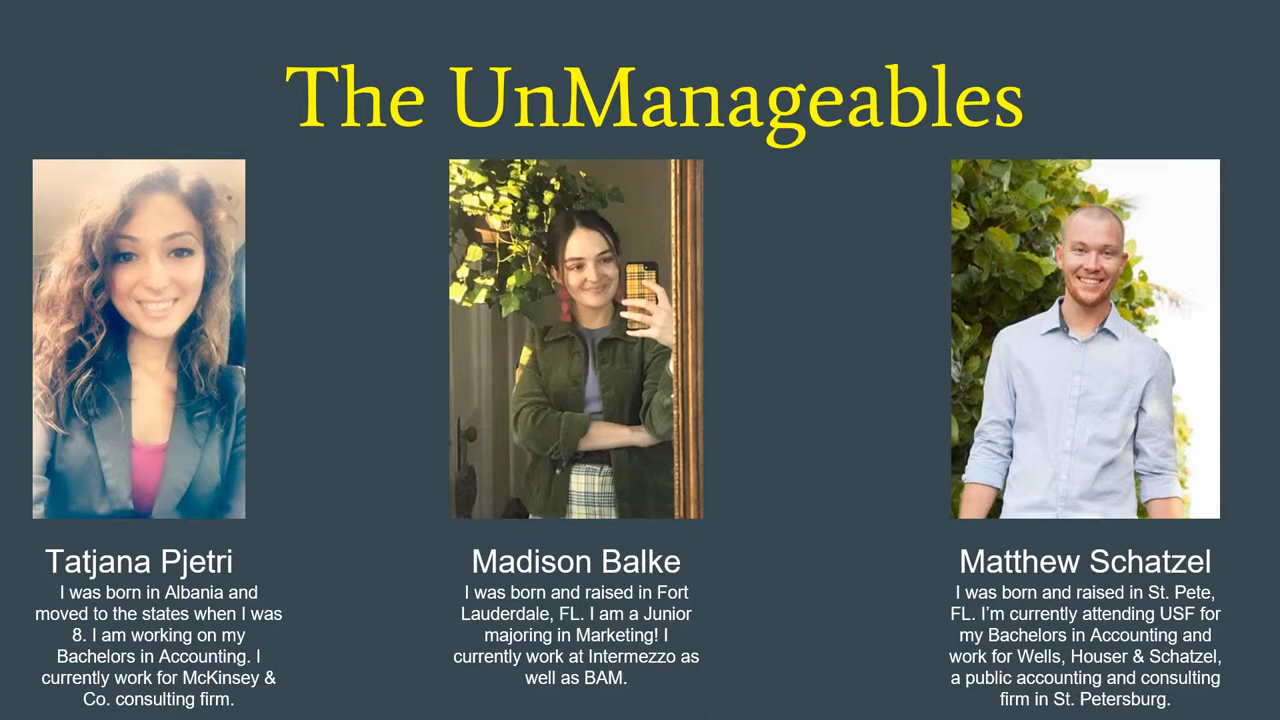 The UnManageables
Tatjana Pjetri
I was born in Albania and
moved to the states when I was
8. I am working on my
Bachelors in Accounting. I
currently work for McKinsey &
Co. consulting firm.
Madison Balke
I was born and raised in Fort
Lauderdale, FL. I am a Junior
majoring in Marketing! I
currently work at Intermezzo as
well as BAM.
Matthew Schatzel
I was born and raised in St. Pete,
FL. I’m currently attending USF for
my Bachelors in Accounting and
work for Wells, Houser & Schatzel,
a public accounting and consulting
firm in St. Petersburg.